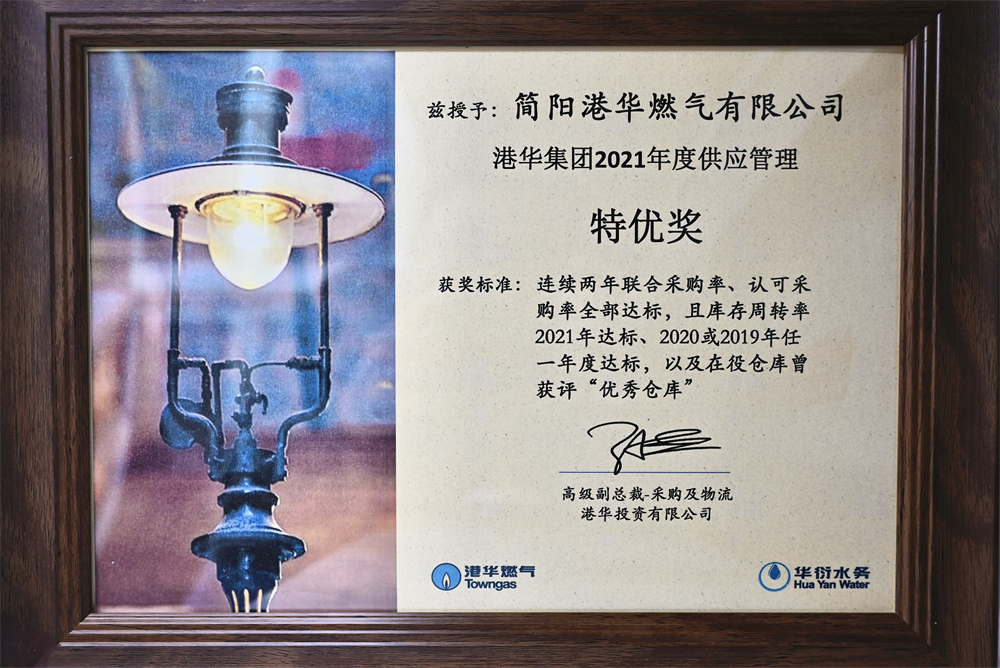 兹授予：简阳港华燃气有限公司
港华集团2021年度供应管理
特优奖
获奖标准：连续两年联合采购率、认可采
购率全部达标，且库存周转率
2021年达标、2020或2019年任
一年度达标，以及在役仓库曾
获评“优秀仓库”
高级副总裁-采购及物流
港华投资有限公司
港华燃气
Towngas
华衍水务
Hua Yan Water